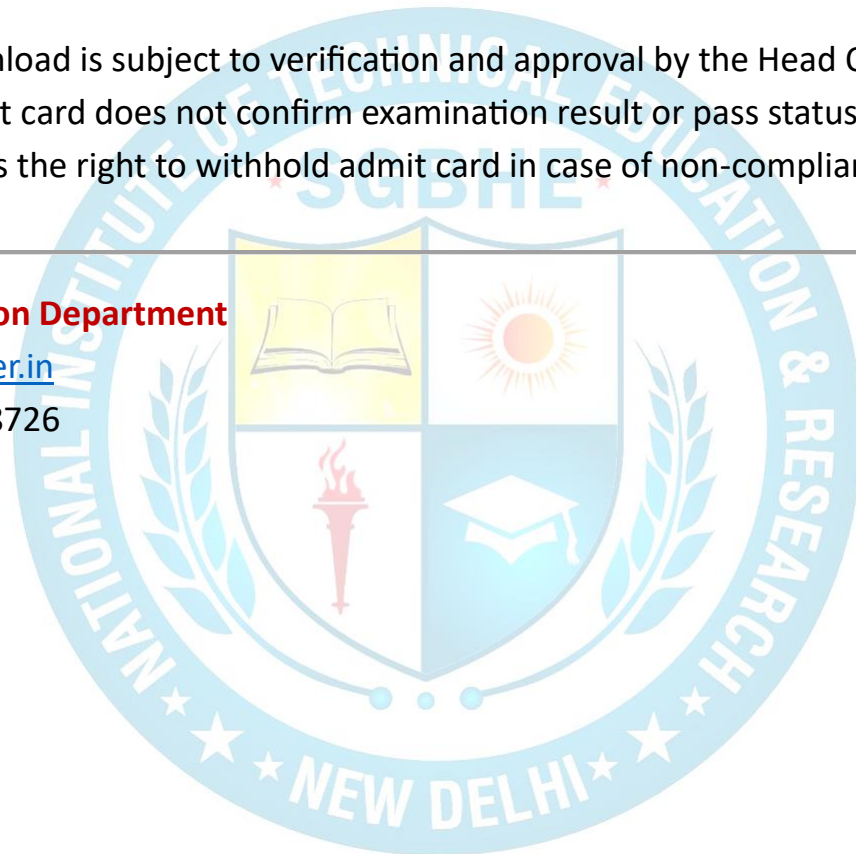 nload is subject to verification and approval by the Head O
t card does not confirm examination result or pass status
s the right to withhold admit card in case of non-complian
on Department
er.in
3726
NATIONAL INSTITUTE OF TECHNICAL EDUCATION & RESEARCH
SGBHE
NEW DELHI